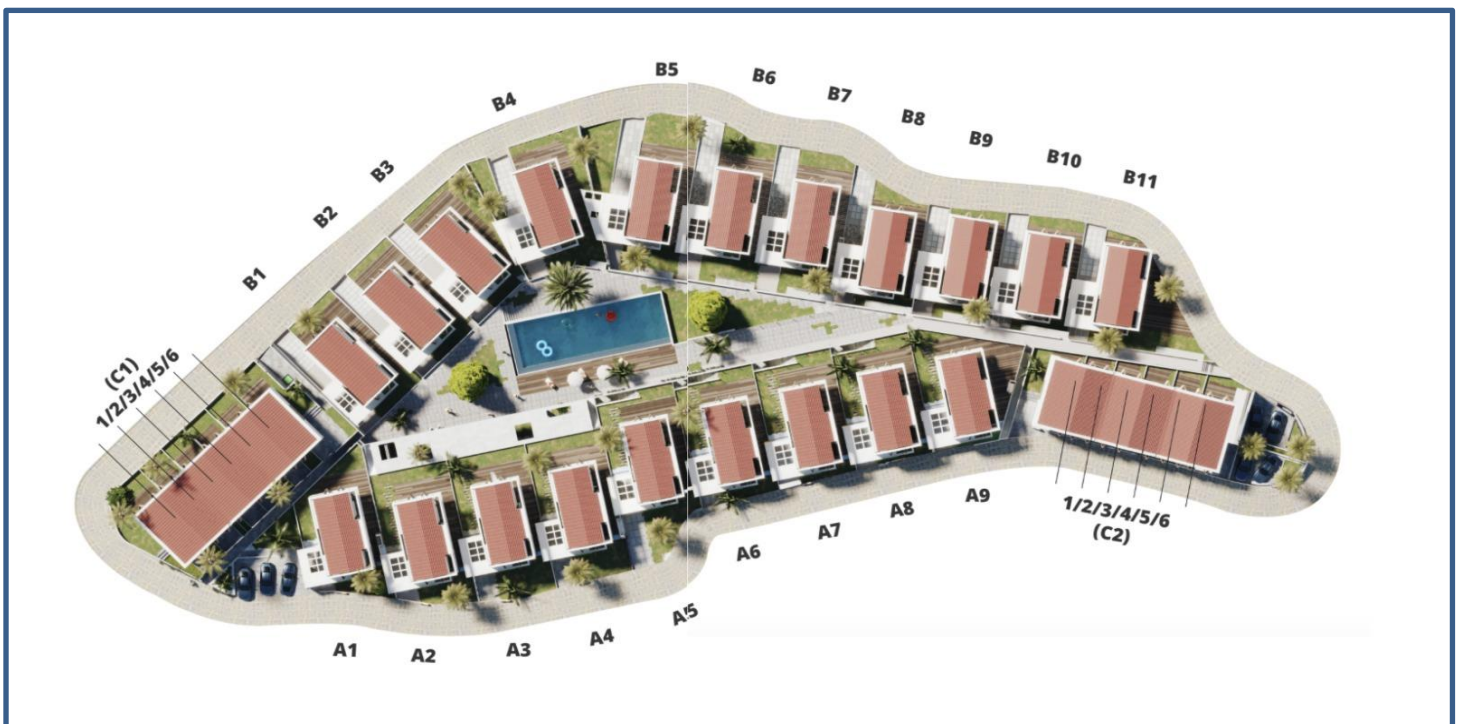 B5
B6
B7
B4
B8
B9
B10
B3
B11
B2
B1
(C1)
1/2/3/4/5/6
1/2/3/4/5/6
(C2)
A9
A8
A7
A6
A5
A4
A3
A2
A1